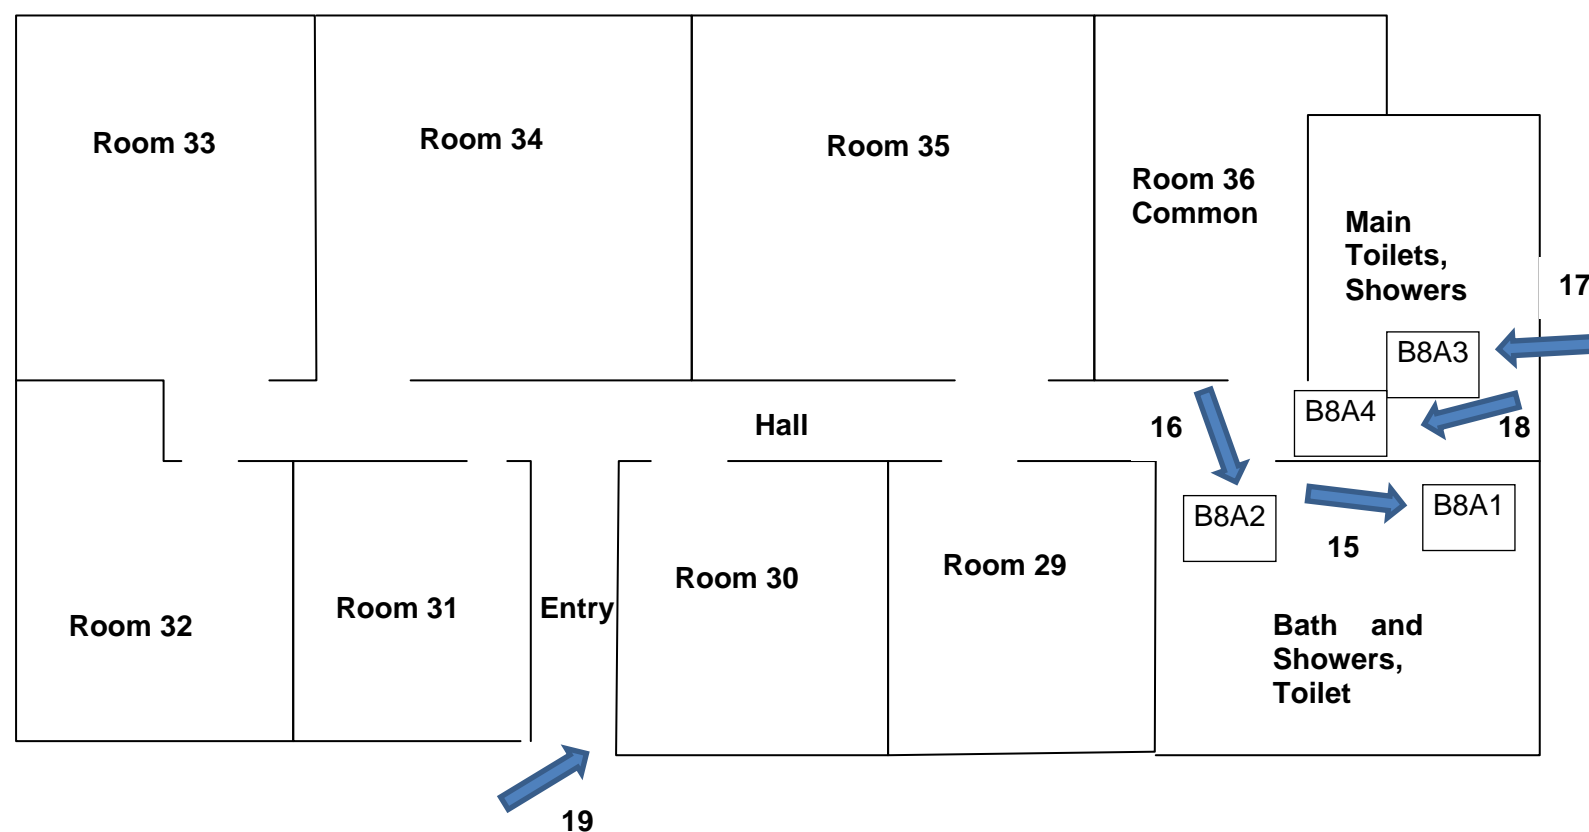 Room 33
Room 34
Room 35
Room 36
Common
Main
Toilets,
Showers
17
B8A3
B8A4
18
Hall
16
B8A2
B8A1
15
Room 32
Room 31
Entry
Room 30
Room 29
Bath and
Showers,
Toilet
19